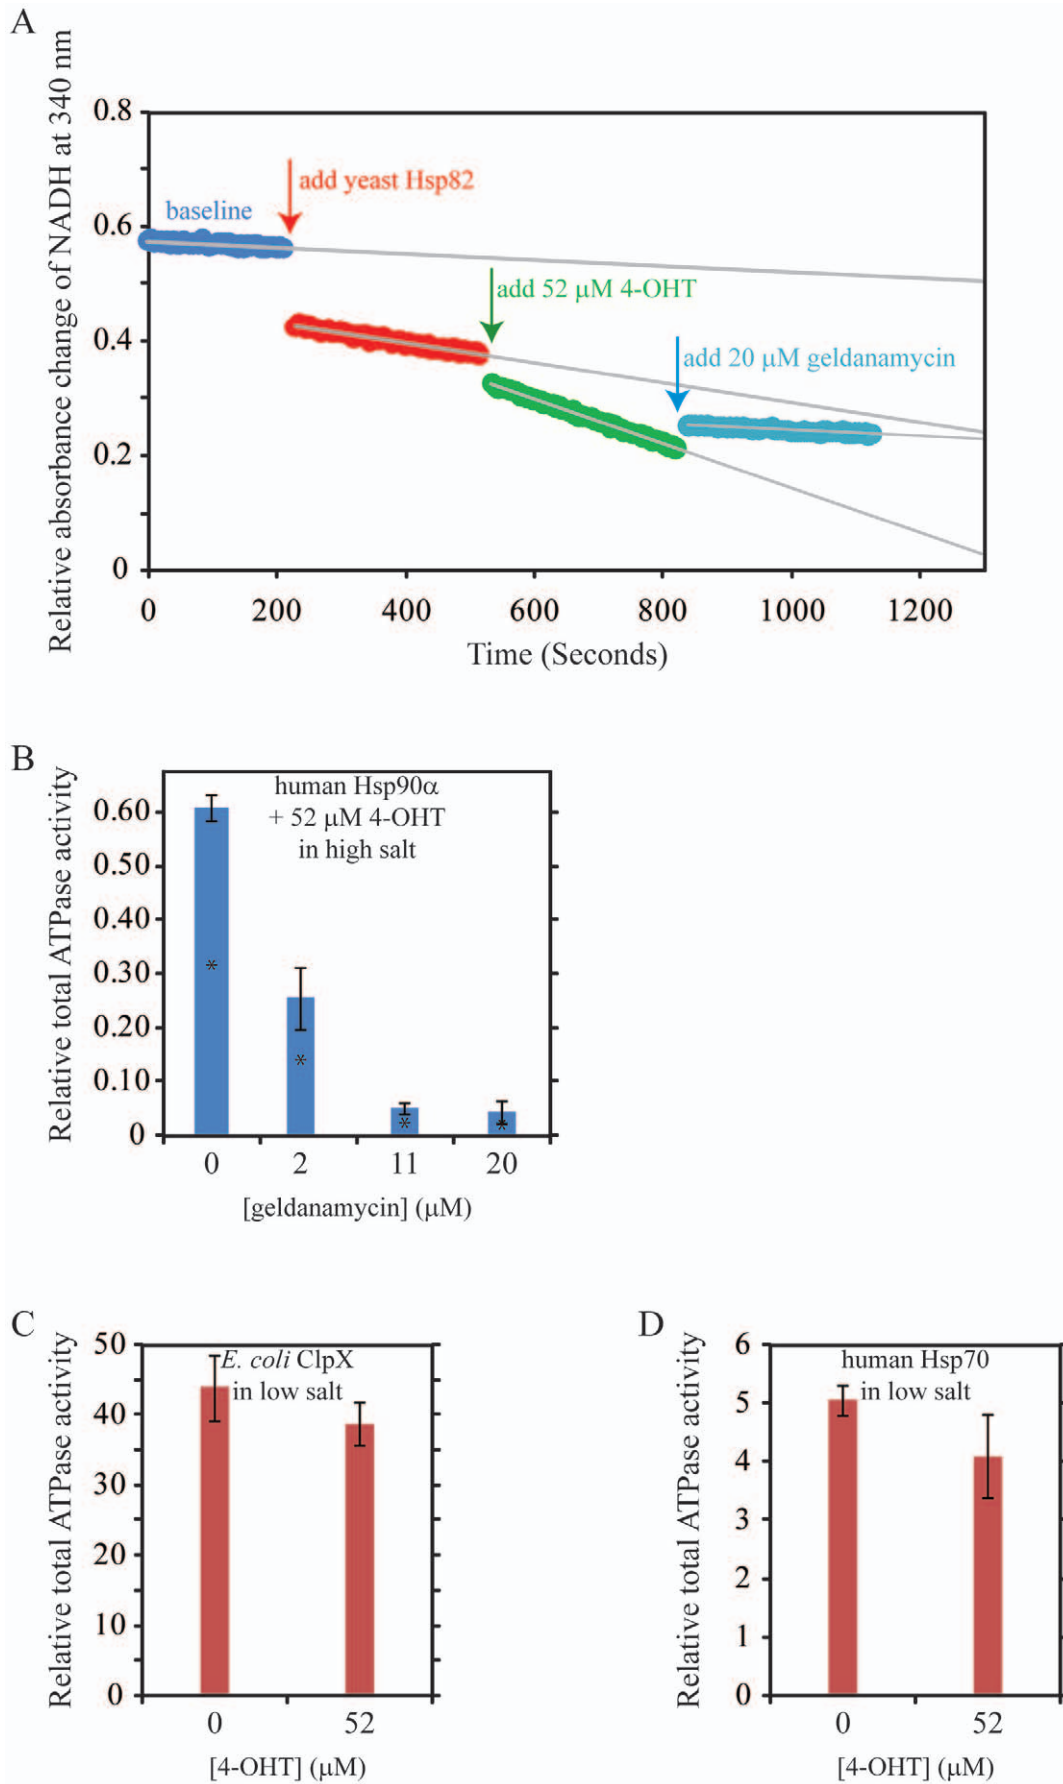 A
Relative absorbance change of NADH at 340 nm
0.8
0.6
0.4
0.2
0
baseline
add yeast Hsp82
add 52 μM 4-OHT
add 20 μM geldanamycin
0 200 400 600 800 1000 1200
Time (Seconds)
B
Relative total ATPase activity
0.60
0.50
0.40
0.30
0.20
0.10
0
human Hsp90α
+ 52 μM 4-OHT
in high salt
*
*
*
*
0 2 11 20
[geldanamycin] (μM)
C
Relative total ATPase activity
50
40
30
20
10
0
E. coli ClpX
in low salt
0 52
[4-OHT] (μM)
D
Relative total ATPase activity
6
5
4
3
2
1
0
human Hsp70
in low salt
0 52
[4-OHT] (μM)